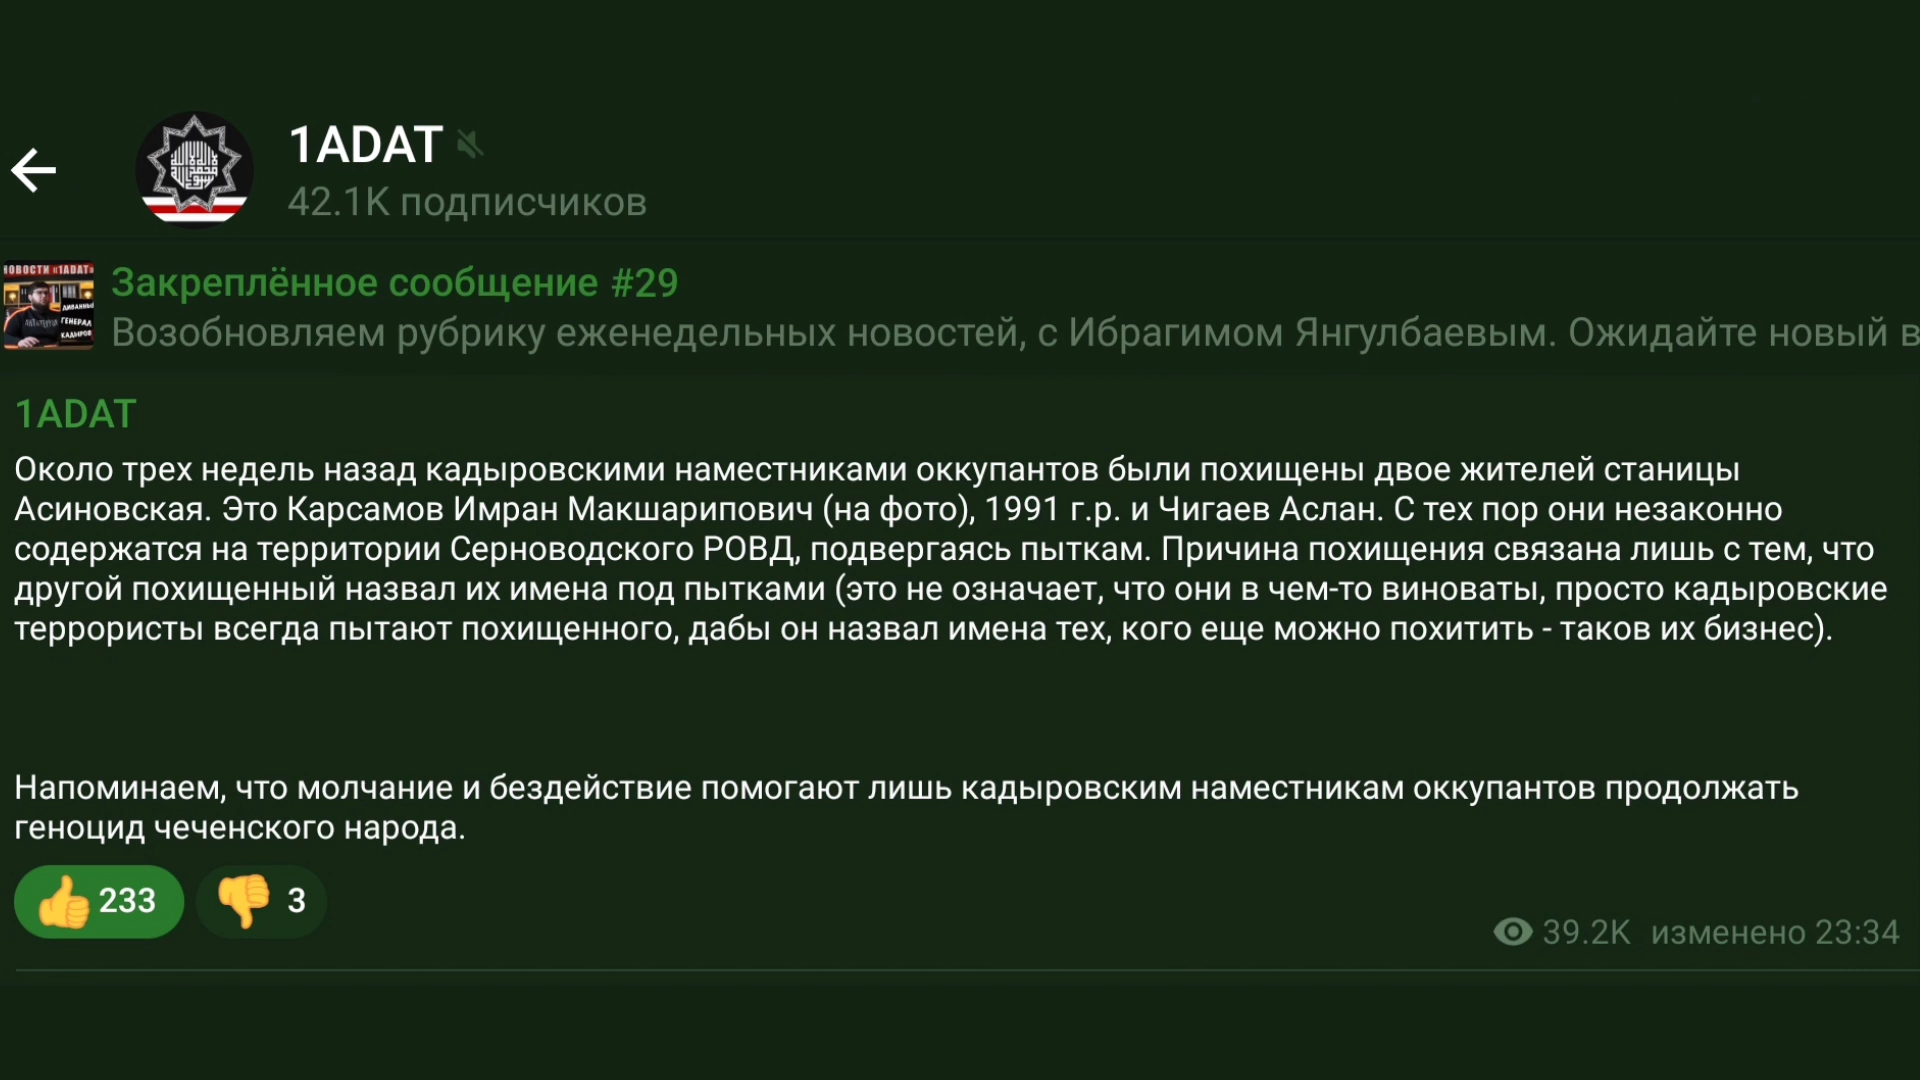 1ADAT
42.1K подписчиков
НОВОСТИ «1ADAT»
ДИВАННЫЙ
ГЕНЕРАЛ
КАДЫРОВ
Закреплённое сообщение #29
Возобновляем рубрику еженедельных новостей, с Ибрагимом Янгулбаевым. Ожидайте новый в
1ADAT
Около трех недель назад кадыровскими наместниками оккупантов были похищены двое жителей станицы
Асиновская. Это Карсамов Имран Макшарипович (на фото), 1991 г.р. и Чигаев Аслан. С тех пор они незаконно
содержатся на территории Серноводского РОВД, подвергаясь пыткам. Причина похищения связана лишь с тем, что
другой похищенный назвал их имена под пытками (это не означает, что они в чем-то виноваты, просто кадыровские
террористы всегда пытают похищенного, дабы он назвал имена тех, кого еще можно похитить - таков их бизнес).
Напоминаем, что молчание и бездействие помогают лишь кадыровским наместникам оккупантов продолжать
геноцид чеченского народа.
233 3
39.2K изменено 23:34